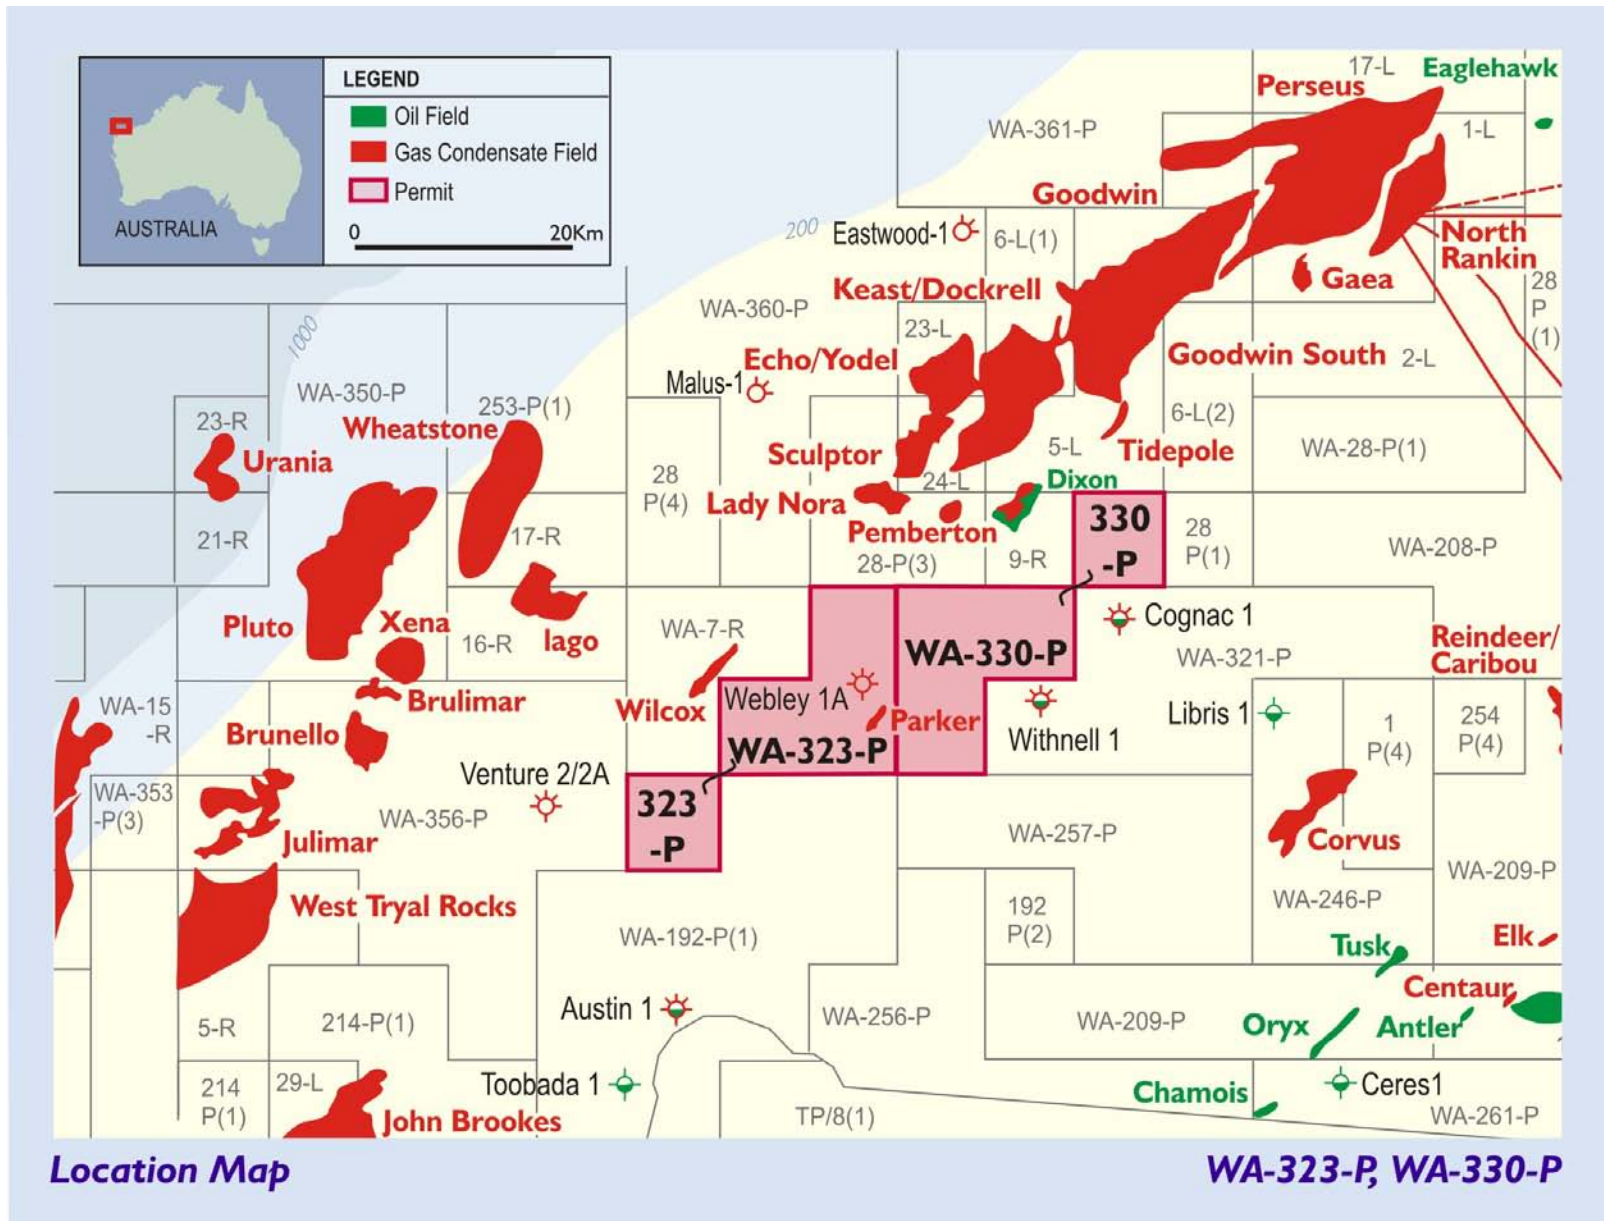 LEGEND
Oil Field
Gas Condensate Field
Permit
0
20Km
AUSTRALIA
17-L
Eaglehawk
Perseus
WA-361-P
1-L
Goodwin
200
Eastwood-1
6-L(1)
North
Rankin
Gaea
28
P
(1)
Keast/Dockrell
WA-360-P
23-L
1000
Echo/Yodel
Goodwin South
2-L
Malus-1
WA-350-P
253-P(1)
23-R
Wheatstone
6-L(2)
Urania
Sculptor
5-L
Tidepole
WA-28-P(1)
28
P(4)
24-L
Dixon
Lady Nora
Pemberton
330
-P
21-R
17-R
28-P(3)
9-R
28
P(1)
WA-208-P
Pluto
Xena
16-R
Iago
WA-7-R
Cognac 1
WA-330-P
WA-321-P
Reindeer/
Caribou
WA-15
-R
Brulimar
Wilcox
Webley 1A
Parker
Libris 1
1
P(4)
254
P(4)
Brunello
WA-323-P
Withnell 1
Venture 2/2A
WA-353
-P(3)
WA-356-P
323
-P
WA-257-P
Julimar
Corvus
WA-209-P
West Tryal Rocks
WA-246-P
192
P(2)
WA-192-P(1)
Tusk
Elk
Centaur
Austin 1
5-R
214-P(1)
WA-256-P
WA-209-P
Oryx
Antler
214
P(1)
29-L
Toobada 1
Chamois
Ceres1
John Brookes
TP/8(1)
WA-261-P
Location Map
WA-323-P, WA-330-P